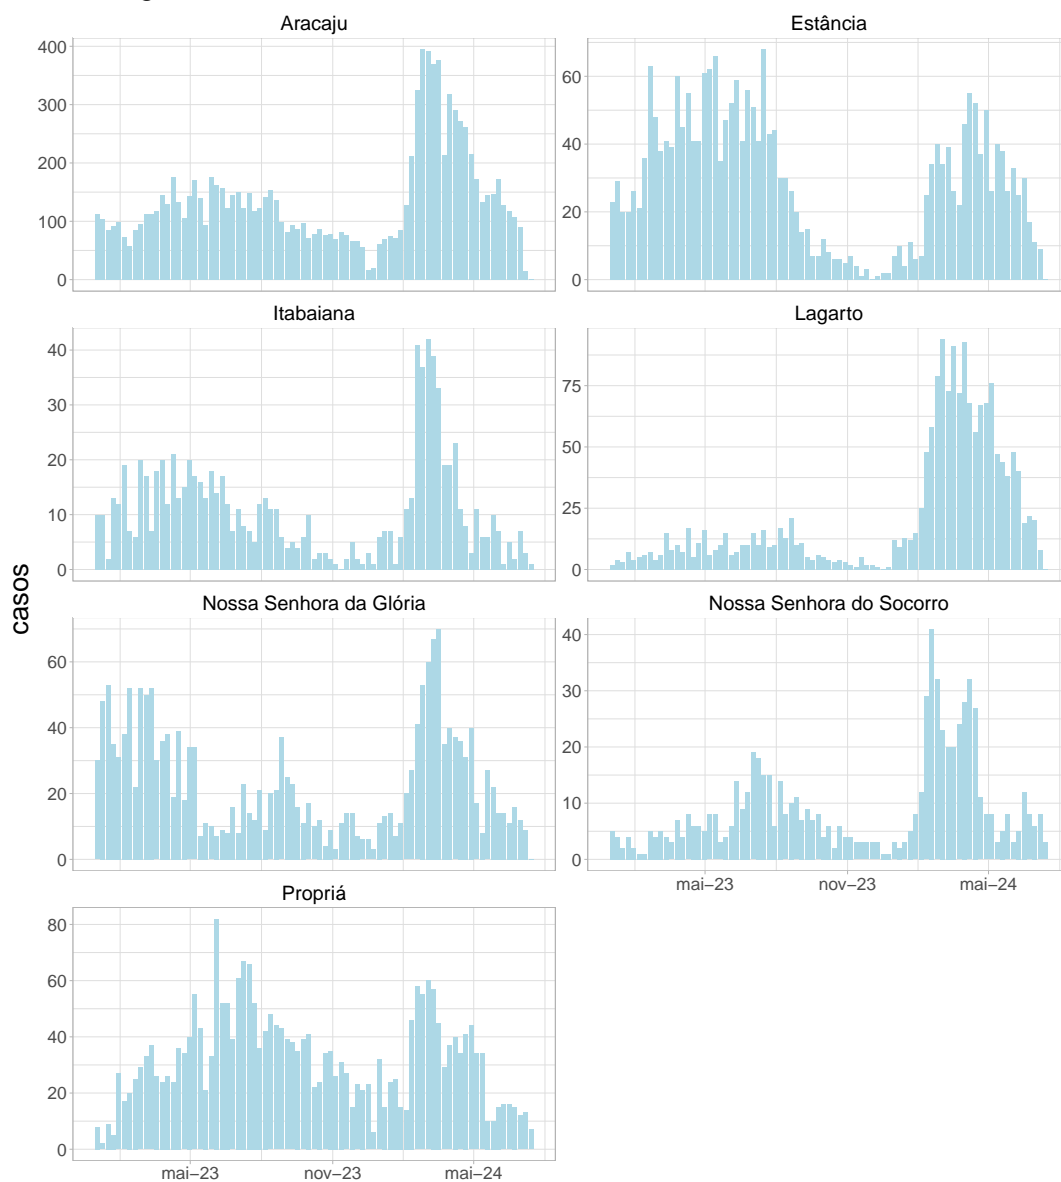 Aracaju
Estância
400
300
200
100
0
60
40
20
0
Itabaiana
Lagarto
40
30
20
10
0
75
50
25
0
casos
Nossa Senhora da Glória
Nossa Senhora do Socorro
60
40
20
0
40
30
20
10
0
mai–23
nov–23
mai–24
Propriá
80
60
40
20
0
mai–23
nov–23
mai–24